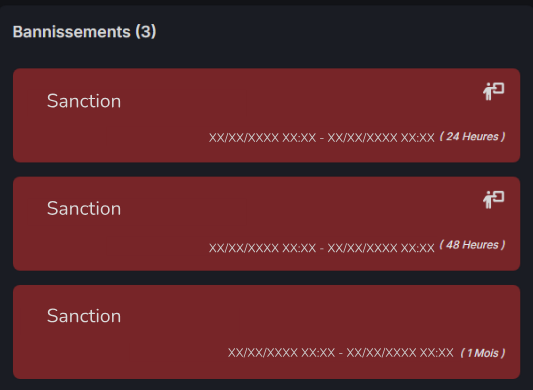 Bannissements (3)
Sanction
XX/XX/XXXX XX:XX - XX/XX/XXXX XX:XX ( 24 Heures )
Sanction
XX/XX/XXXX XX:XX - XX/XX/XXXX XX:XX ( 48 Heures )
Sanction
XX/XX/XXXX XX:XX - XX/XX/XXXX XX:XX ( 1 Mois )